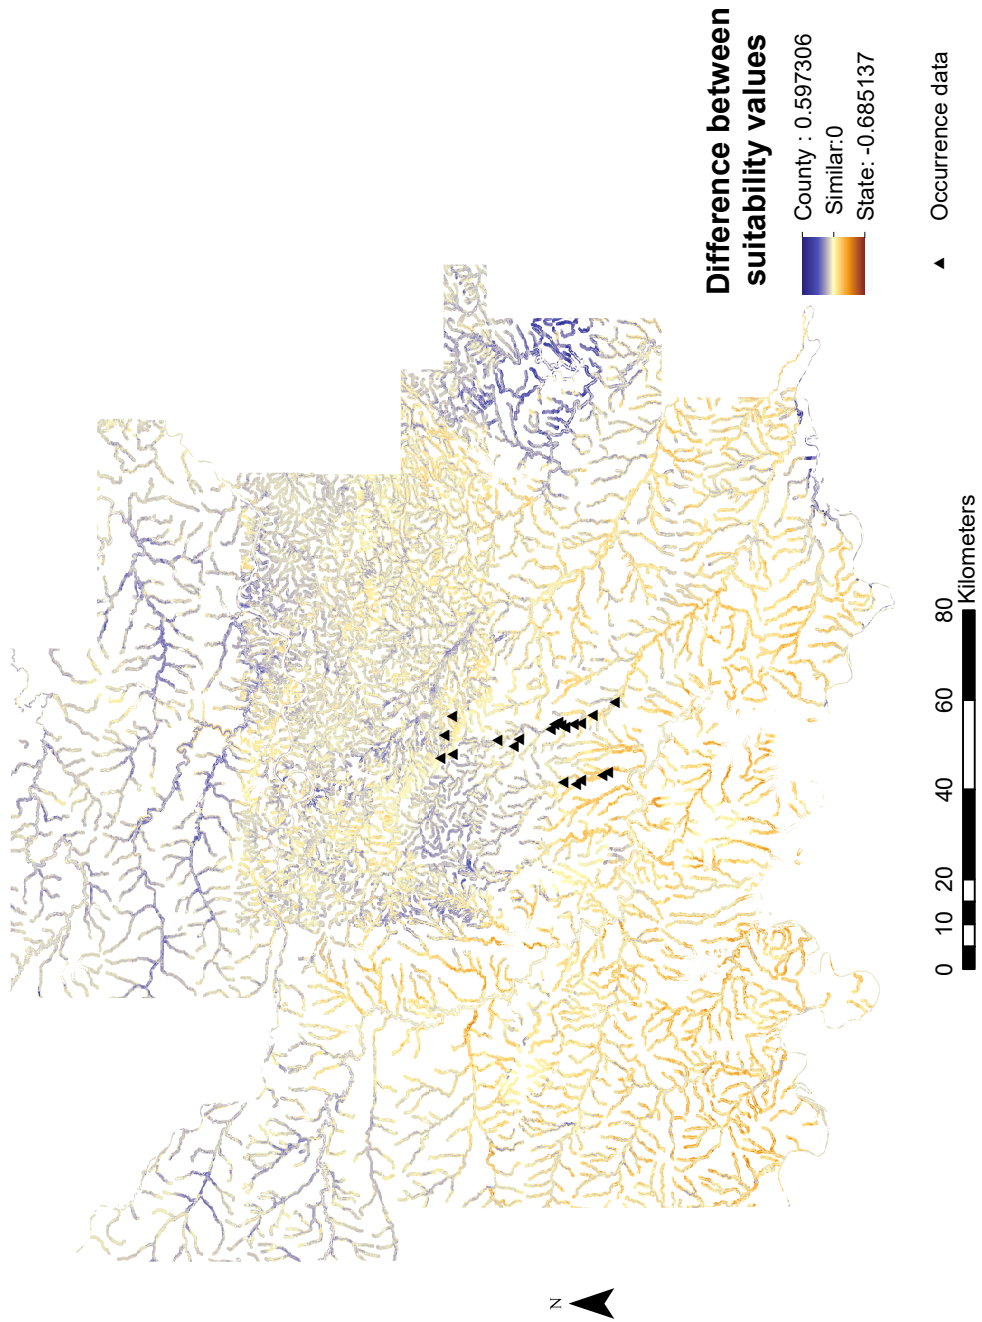 Difference between
suitability values
County : 0.597306
Similar:0
State: -0.685137
Occurrence data
0 10 20 40 60 80
Kilometers
N